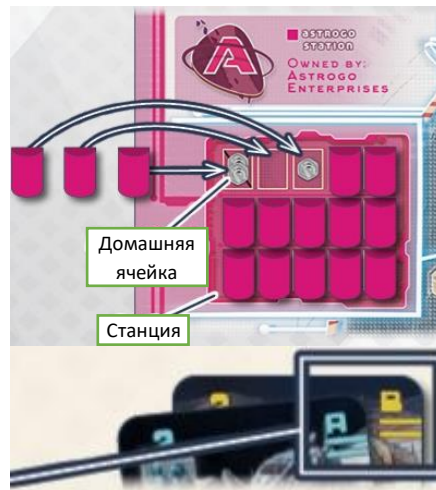 A
ASTROGO
STATION
OWNED BY:
ASTROGO
ENTERPRISES
Домашняя
ячейка
Станция
A
B